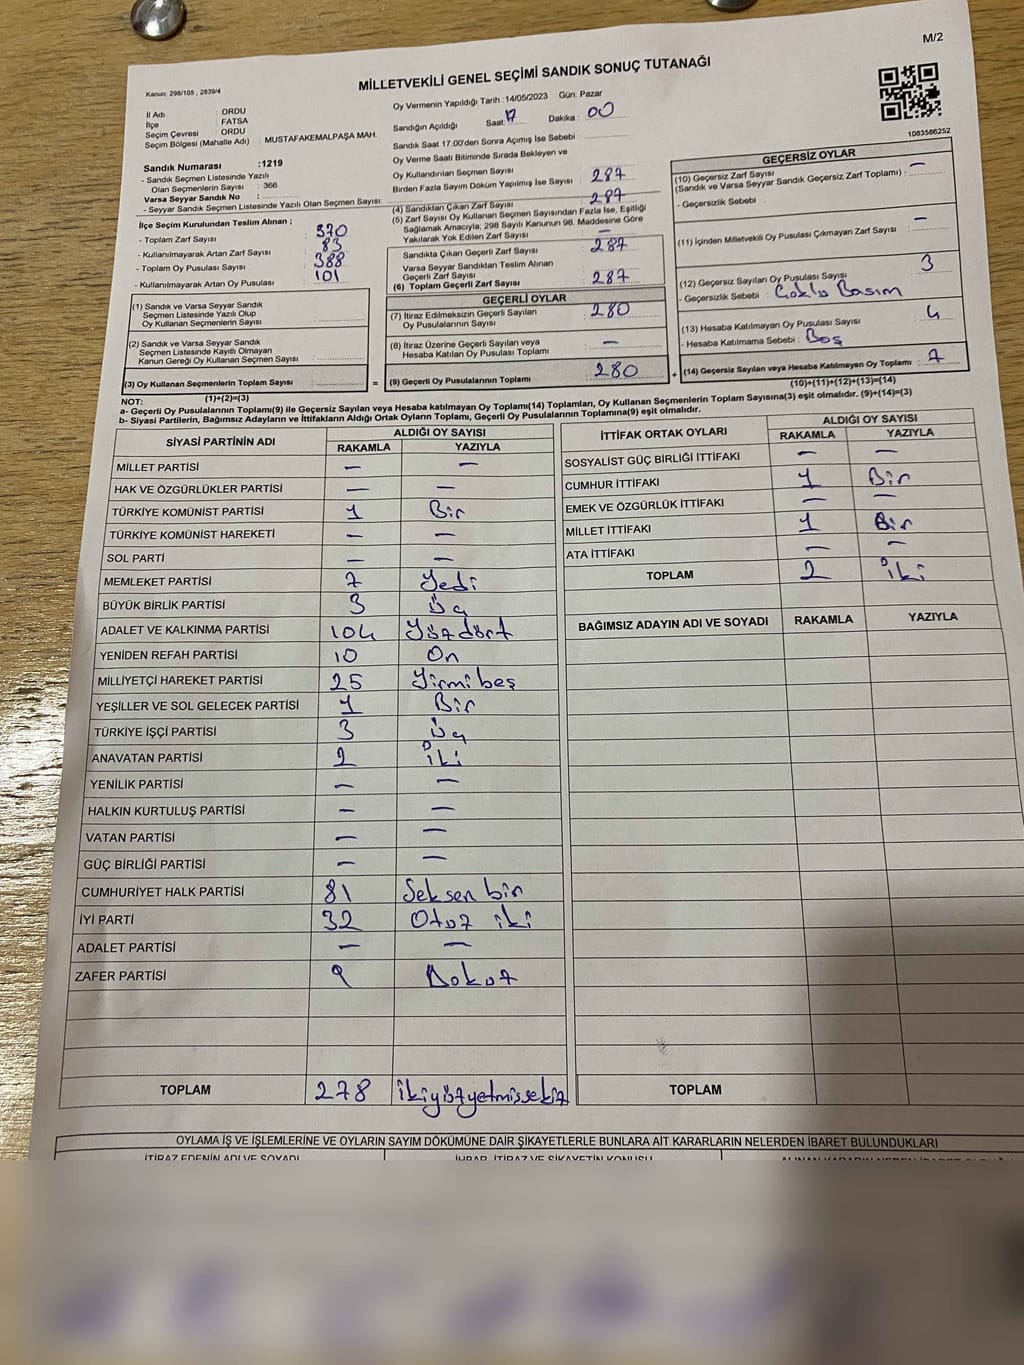 M/2
Kanun: 298/105 , 2839/4
MİLLETVEKİLİ GENEL SEÇİMİ SANDIK SONUÇ TUTANAĞI
1083586252
İl Adı : ORDU
İlçe : FATSA
Seçim Çevresi : ORDU
Seçim Bölgesi (Mahalle Adı) : MUSTAFAKEMALPAŞA MAH.
Sandık Numarası :1219
- Sandık Seçmen Listesinde Yazılı
Olan Seçmenlerin Sayısı : 366
Varsa Seyyar Sandık No :
- Seyyar Sandık Seçmen Listesinde Yazılı Olan Seçmen Sayısı:
İlçe Seçim Kurulundan Teslim Alınan ;
- Toplam Zarf Sayısı 370
- Kullanılmayarak Artan Zarf Sayısı 83
- Toplam Oy Pusulası Sayısı 388
- Kullanılmayarak Artan Oy Pusulası 101
(1) Sandık ve Varsa Seyyar Sandık
Seçmen Listesinde Yazılı Olup
Oy Kullanan Seçmenlerin Sayısı :
(2) Sandık ve Varsa Seyyar Sandık
Seçmen Listesinde Kayıtlı Olmayan
Kanun Gereği Oy Kullanan Seçmen Sayısı :
(3) Oy Kullanan Seçmenlerin Toplam Sayısı : =
(1)+(2)=(3)
Oy Vermenin Yapıldığı Tarih : 14/05/2023 Gün: Pazar
Sandığın Açıldığı Saat: 17 Dakika : 00
Sandık Saat 17.00'den Sonra Açımış İse Sebebi :
Oy Verme Saati Bitiminde Sırada Bekleyen ve
Oy Kullandırılan Seçmen Sayısı
Birden Fazla Sayım Döküm Yapılmış İse Sayısı : 287
(4) Sandıktan Çıkan Zarf Sayısı 287
(5) Zarf Sayısı Oy Kullanan Seçmen Sayısından Fazla İse, Eşitliği
Sağlamak Amacıyla, 298 Sayılı Kanunun 98. Maddesine Göre
Yakılarak Yok Edilen Zarf Sayısı : —
Sandıkta Çıkan Geçerli Zarf Sayısı : 287
Varsa Seyyar Sandıktan Teslim Alınan
Geçerli Zarf Sayısı
(6) Toplam Geçerli Zarf Sayısı : 287
GEÇERLİ OYLAR
(7) İtiraz Edilmeksizin Geçerli Sayılan
Oy Pusulalarının Sayısı : 280
(8) İtiraz Üzerine Geçerli Sayılan veya
Hesaba Katılan Oy Pusulası Toplamı : —
(9) Geçerli Oy Pusulalarının Toplamı : 280 +
GEÇERSİZ OYLAR
(10) Geçersiz Zarf Sayısı
(Sandık ve Varsa Seyyar Sandık Geçersiz Zarf Toplamı) : —
- Geçersizlik Sebebi :
(11) İçinden Milletvekili Oy Pusulası Çıkmayan Zarf Sayısı : —
(12) Geçersiz Sayılan Oy Pusulası Sayısı : 3
- Geçersizlik Sebebi : Çoklu Basım
(13) Hesaba Katılmayan Oy Pusulası Sayısı : 4
- Hesaba Katılmama Sebebi : Boş
(14) Geçersiz Sayılan veya Hesaba Katılmayan Oy Toplamı : 7
(10)+(11)+(12)+(13)=(14)
NOT:
a- Geçerli Oy Pusulalarının Toplamı(9) ile Geçersiz Sayılan veya Hesaba katılmayan Oy Toplamı(14) Toplamları, Oy Kullanan Seçmenlerin Toplam Sayısına(3) eşit olmalıdır. (9)+(14)=(3)
b- Siyasi Partilerin, Bağımsız Adayların ve İttifakların Aldığı Ortak Oyların Toplamı, Geçerli Oy Pusulalarının Toplamına(9) eşit olmalıdır.
SİYASİ PARTİNİN ADI ALDIĞI OY SAYISI
RAKAMLA YAZIYLA
MİLLET PARTİSİ — —
HAK VE ÖZGÜRLÜKLER PARTİSİ — —
TÜRKİYE KOMÜNİST PARTİSİ 1 Bir
TÜRKİYE KOMÜNİST HAREKETİ — —
SOL PARTİ — —
MEMLEKET PARTİSİ 7 Yedi
BÜYÜK BİRLİK PARTİSİ 3 Üç
ADALET VE KALKINMA PARTİSİ 104 Yüzdört
YENİDEN REFAH PARTİSİ 10 On
MİLLİYETÇİ HAREKET PARTİSİ 25 Yirmi beş
YEŞİLLER VE SOL GELECEK PARTİSİ 1 Bir
TÜRKİYE İŞÇİ PARTİSİ 3 Üç
ANAVATAN PARTİSİ 2 İki
YENİLİK PARTİSİ — —
HALKIN KURTULUŞ PARTİSİ — —
VATAN PARTİSİ — —
GÜÇ BİRLİĞİ PARTİSİ — —
CUMHURİYET HALK PARTİSİ 81 Seksen bir
İYİ PARTİ 32 Otuz iki
ADALET PARTİSİ — —
ZAFER PARTİSİ 9 Dokuz
TOPLAM 278 ikiyüzyetmişsekiz
İTTİFAK ORTAK OYLARI ALDIĞI OY SAYISI
RAKAMLA YAZIYLA
SOSYALİST GÜÇ BİRLİĞİ İTTİFAKI — —
CUMHUR İTTİFAKI 1 Bir
EMEK VE ÖZGÜRLÜK İTTİFAKI — —
MİLLET İTTİFAKI 1 Bir
ATA İTTİFAKI — —
TOPLAM 2 İki
BAĞIMSIZ ADAYIN ADI VE SOYADI RAKAMLA YAZIYLA
TOPLAM
OYLAMA İŞ VE İŞLEMLERİNE VE OYLARIN SAYIM DÖKÜMÜNE DAİR ŞİKAYETLERLE BUNLARA AİT KARARLARIN NELERDEN İBARET BULUNDUKLARI
İTİRAZ EDENİN ADI VE SOYADI İHBAR, İTİRAZ VE ŞİKAYETİN KONUSU